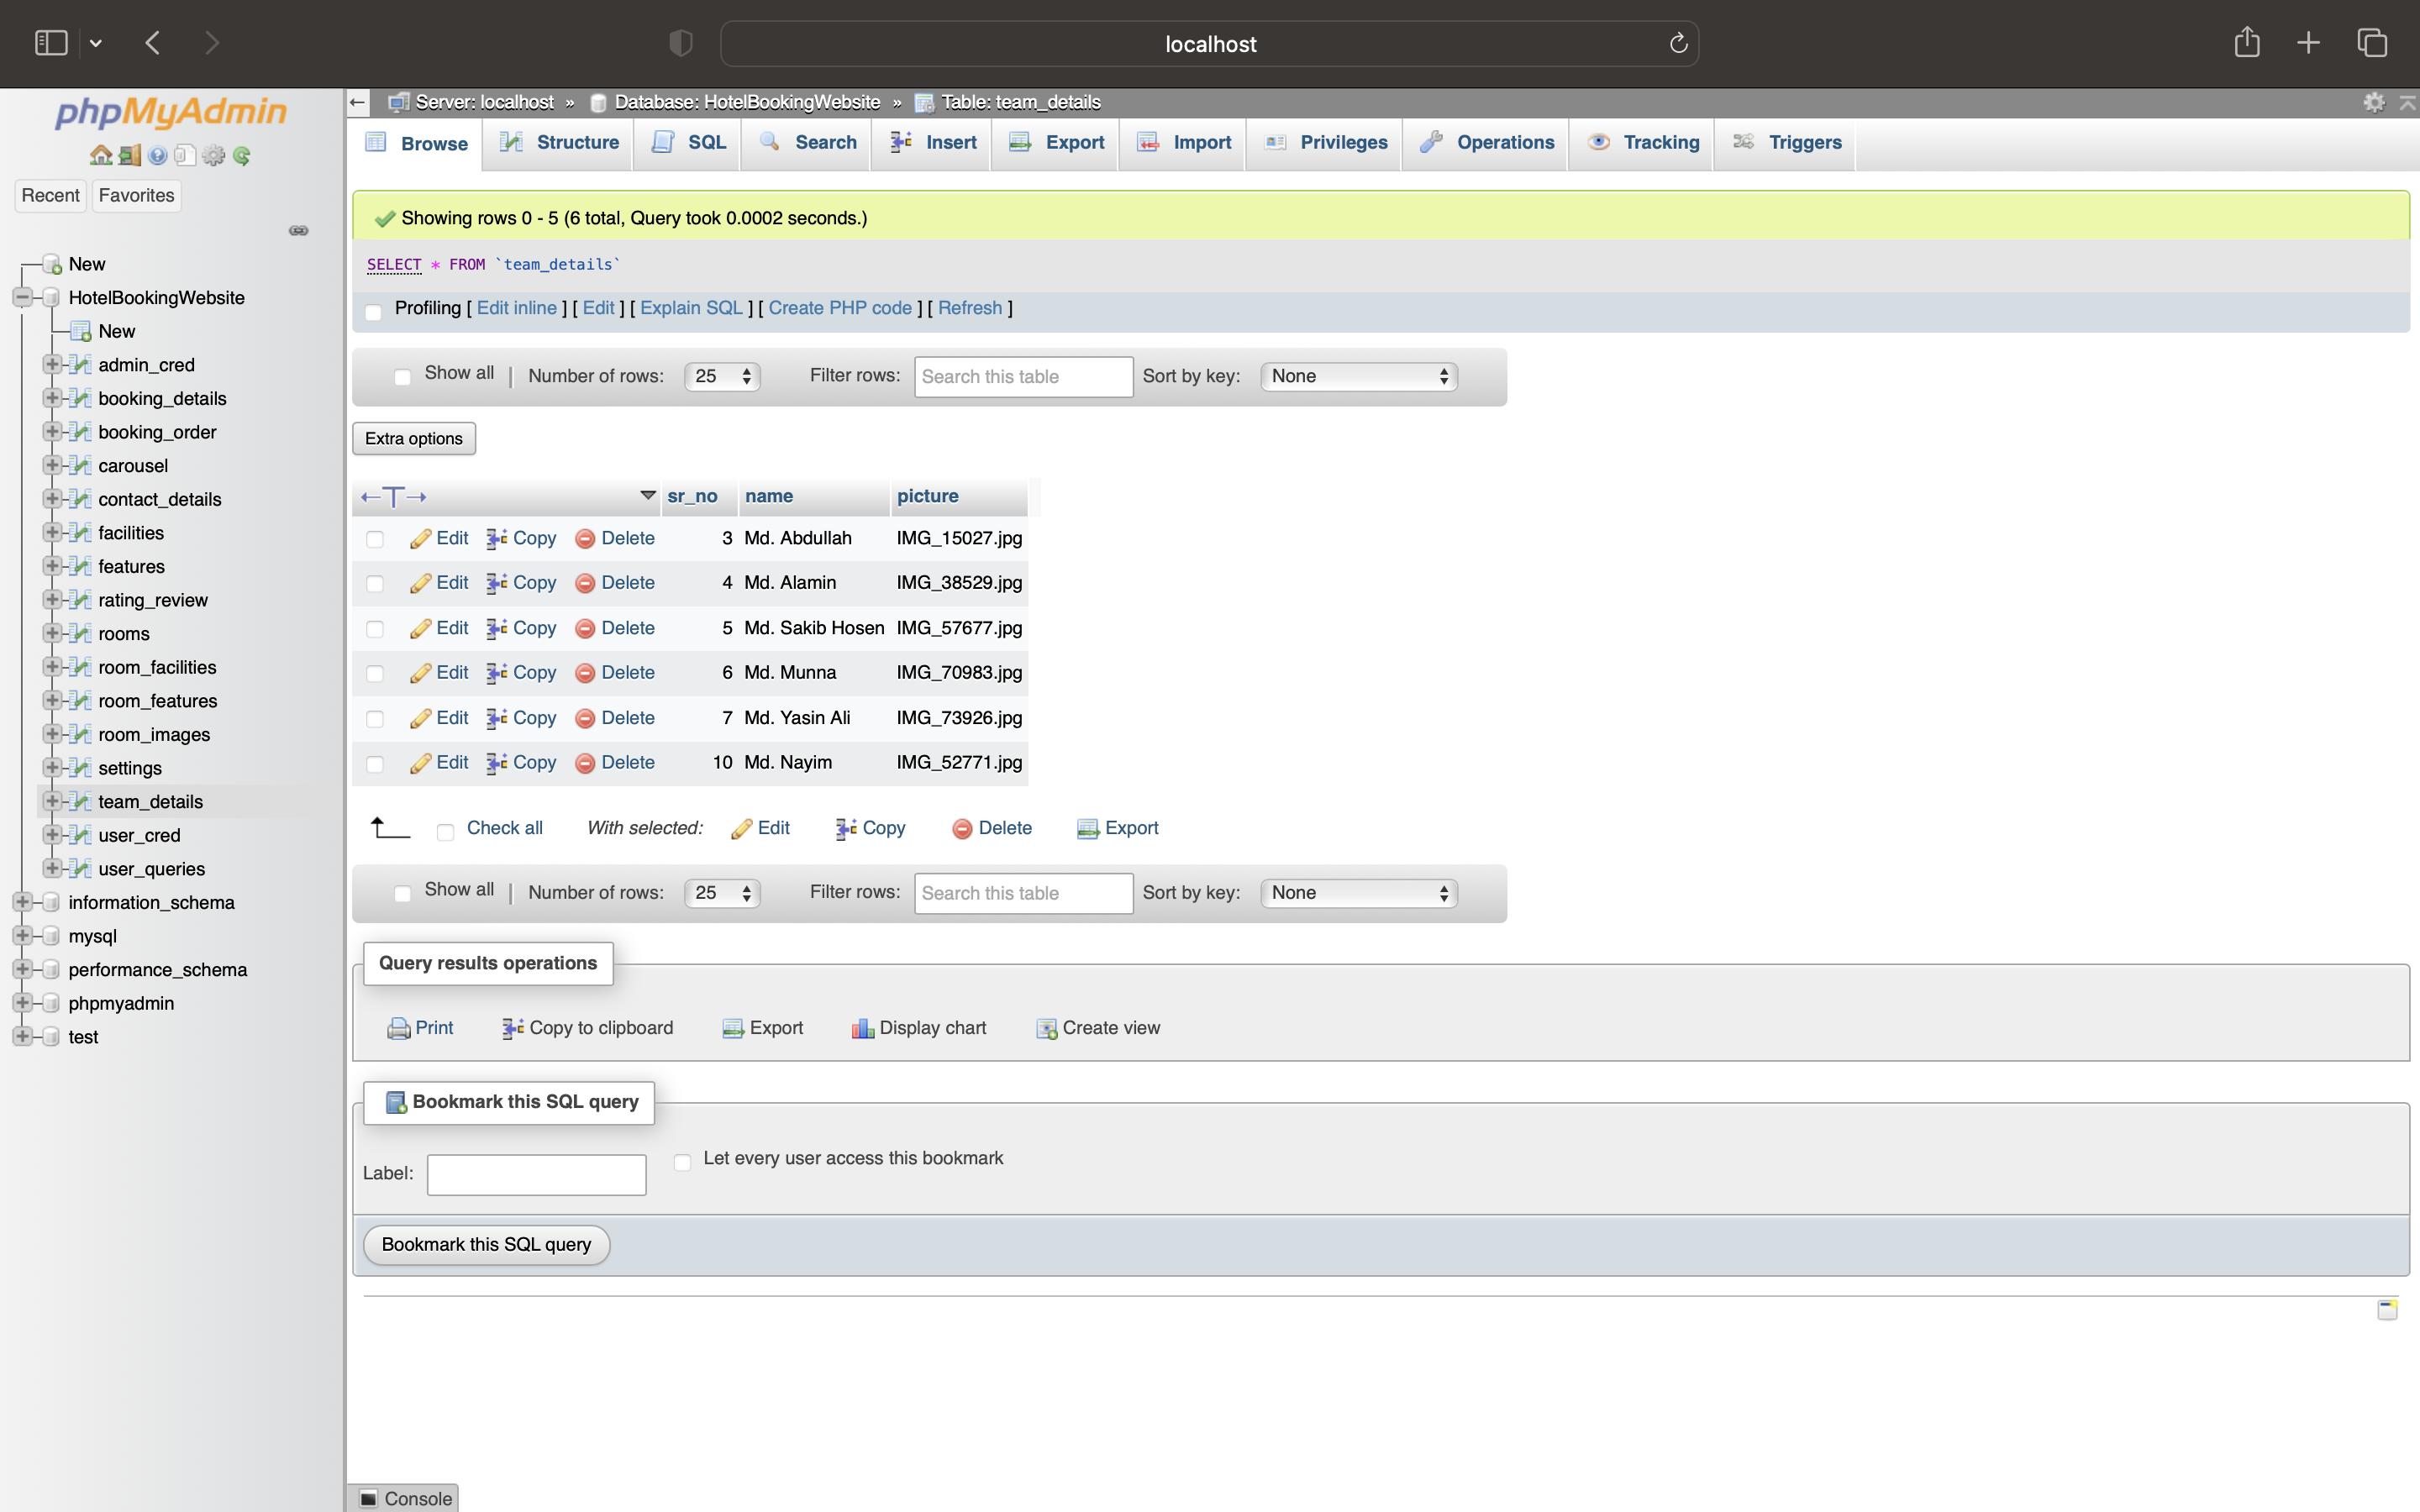 localhost
phpMyAdmin
Recent Favorites
New
HotelBookingWebsite
New
admin_cred
booking_details
booking_order
carousel
contact_details
facilities
features
rating_review
rooms
room_facilities
room_features
room_images
settings
team_details
user_cred
user_queries
information_schema
mysql
performance_schema
phpmyadmin
test
Server: localhost » Database: HotelBookingWebsite » Table: team_details
Browse Structure SQL Search Insert Export Import Privileges Operations Tracking Triggers
Showing rows 0 - 5 (6 total, Query took 0.0002 seconds.)
SELECT * FROM `team_details`
Profiling [ Edit inline ] [ Edit ] [ Explain SQL ] [ Create PHP code ] [ Refresh ]
Show all | Number of rows: 25 Filter rows: Search this table Sort by key: None
Extra options
←T→ sr_no name picture
Edit Copy Delete 3 Md. Abdullah IMG_15027.jpg
Edit Copy Delete 4 Md. Alamin IMG_38529.jpg
Edit Copy Delete 5 Md. Sakib Hosen IMG_57677.jpg
Edit Copy Delete 6 Md. Munna IMG_70983.jpg
Edit Copy Delete 7 Md. Yasin Ali IMG_73926.jpg
Edit Copy Delete 10 Md. Nayim IMG_52771.jpg
Check all With selected: Edit Copy Delete Export
Show all | Number of rows: 25 Filter rows: Search this table Sort by key: None
Query results operations
Print Copy to clipboard Export Display chart Create view
Bookmark this SQL query
Label: Let every user access this bookmark
Bookmark this SQL query
Console